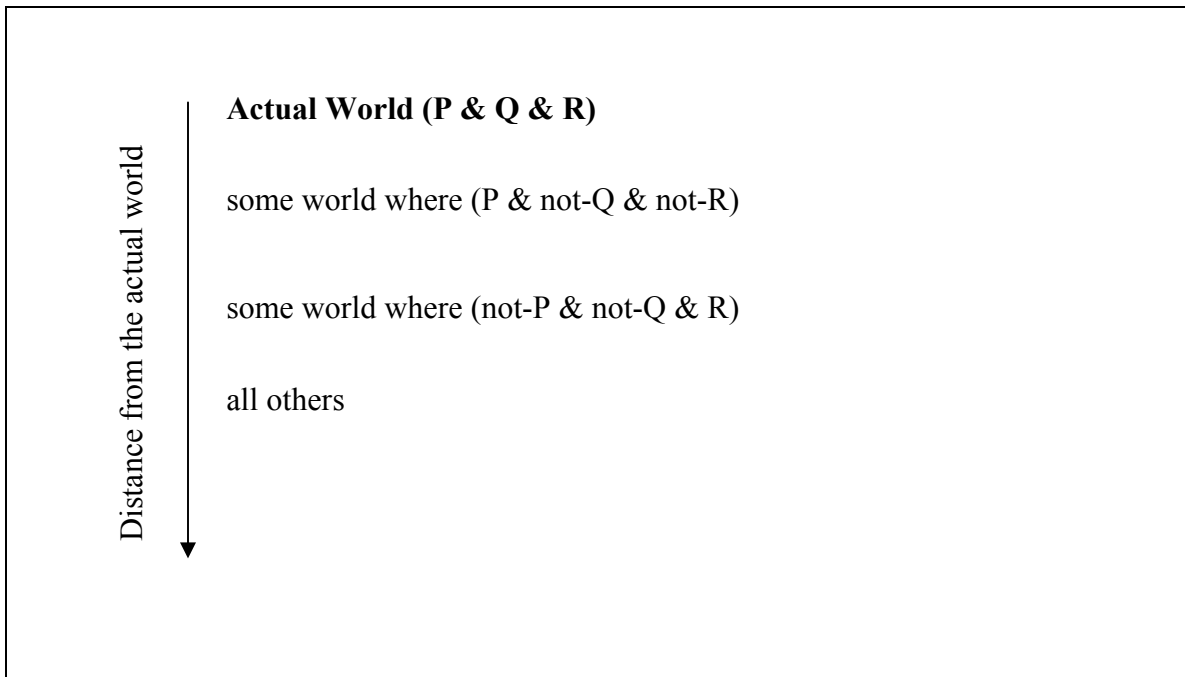 Distance from the actual world
Actual World (P & Q & R)
some world where (P & not-Q & not-R)
some world where (not-P & not-Q & R)
all others